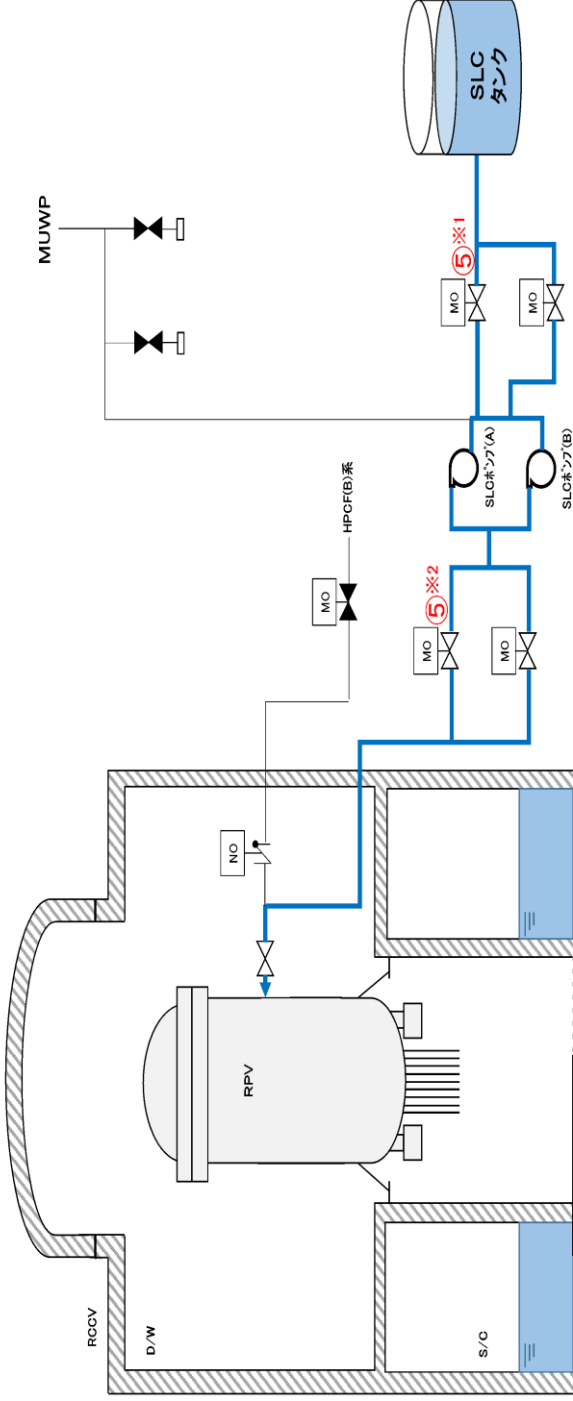 MUWP
SLC
タンク
⑤※1
MO
MO
SLCポンプ(A)
SLCポンプ(B)
HPCF(B)系
MO
⑤※2
MO
MO
NO
RPV
RCCV
D/W
S/C